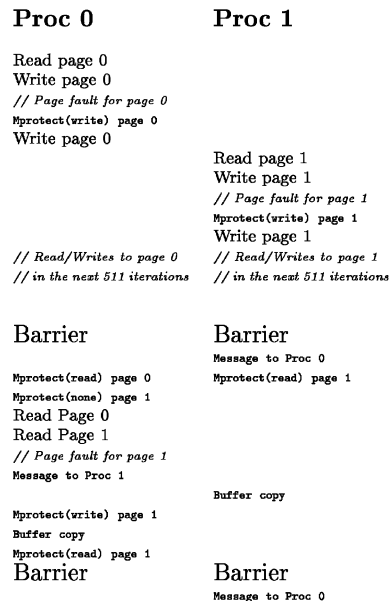 Proc 0 Proc 1
Read page 0
Write page 0
// Page fault for page 0
Mprotect(write) page 0
Write page 0
Read page 1
Write page 1
// Page fault for page 1
Mprotect(write) page 1
Write page 1
// Read/Writes to page 0 // Read/Writes to page 1
// in the next 511 iterations // in the next 511 iterations
Barrier Barrier
Message to Proc 0
Mprotect(read) page 0 Mprotect(read) page 1
Mprotect(none) page 1
Read Page 0
Read Page 1
// Page fault for page 1
Message to Proc 1
Buffer copy
Mprotect(write) page 1
Buffer copy
Mprotect(read) page 1
Barrier Barrier
Message to Proc 0